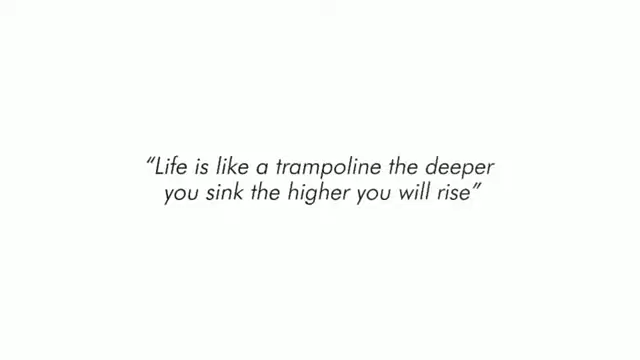 “Life is like a trampoline the deeper
you sink the higher you will rise”